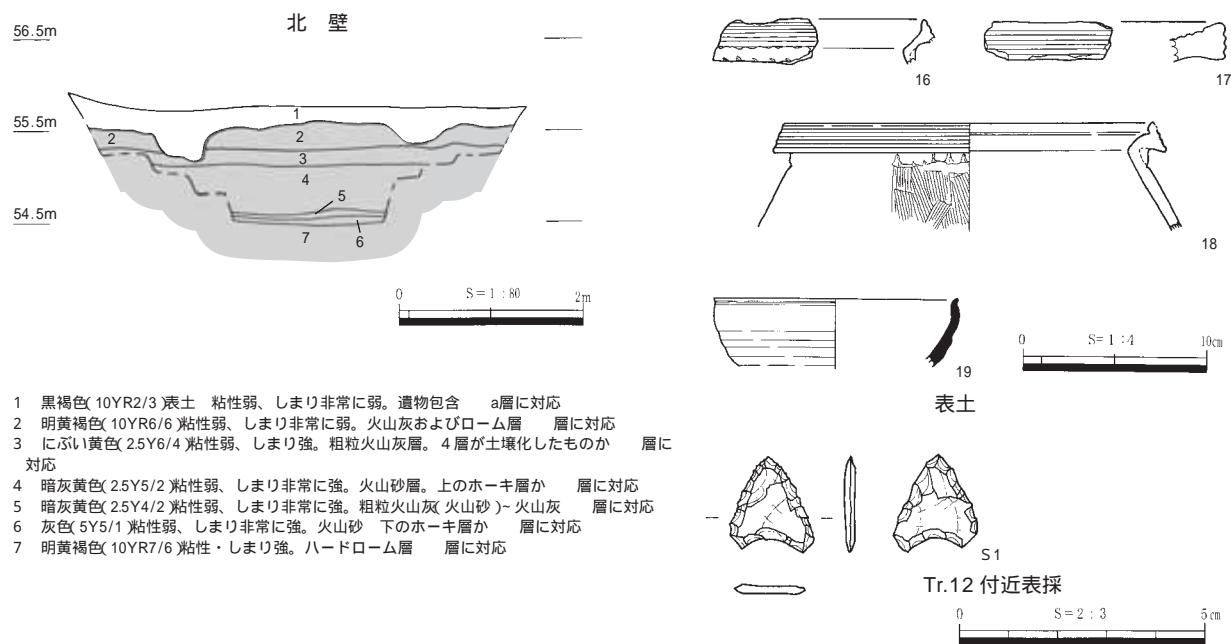 北 壁
56.5m
55.5m
54.5m
1
2
2
3
4
5
6
7
0 S=1:80 2m
1 黒褐色(10YR2/3)表土 粘性弱、しまり非常に弱。遺物包含 a層に対応
2 明黄褐色(10YR6/6)粘性弱、しまり非常に弱。火山灰およびローム層 層に対応
3 にぶい黄色(2.5Y6/4)粘性弱、しまり強。粗粒火山灰層。4層が土壌化したものか 層に
対応
4 暗灰黄色(2.5Y5/2)粘性弱、しまり非常に強。火山砂層。上のホーキ層か 層に対応
5 暗灰黄色(2.5Y4/2)粘性弱、しまり非常に強。粗粒火山灰(火山砂)~火山灰 層に対応
6 灰色(5Y5/1)粘性弱、しまり非常に強。火山砂 下のホーキ層か 層に対応
7 明黄褐色(10YR7/6)粘性・しまり強。ハードローム層 層に対応
16
17
18
19
0 S=1:4 10cm
表土
S1
Tr.12 付近表採
0 S=2:3 5cm